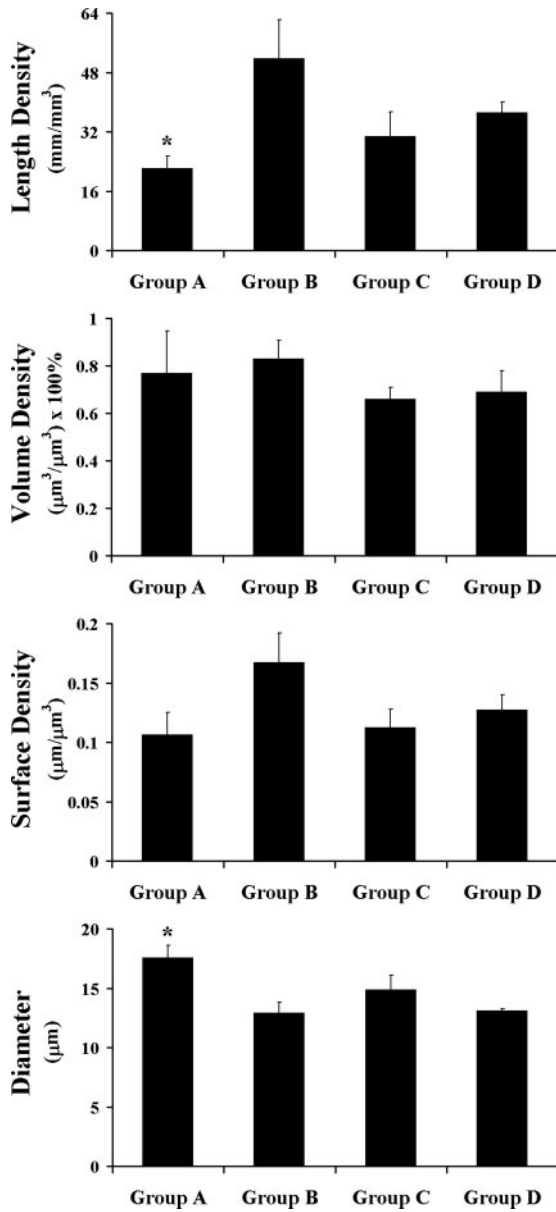 Length Density
(mm/mm³)
64
48
32
16
0
*
Group A
Group B
Group C
Group D
Volume Density
(µm³/µm³) x 100%
1
0.8
0.6
0.4
0.2
0
Group A
Group B
Group C
Group D
Surface Density
(µm/µm³)
0.2
0.15
0.1
0.05
0
Group A
Group B
Group C
Group D
Diameter
(µm)
20
15
10
5
0
*
Group A
Group B
Group C
Group D